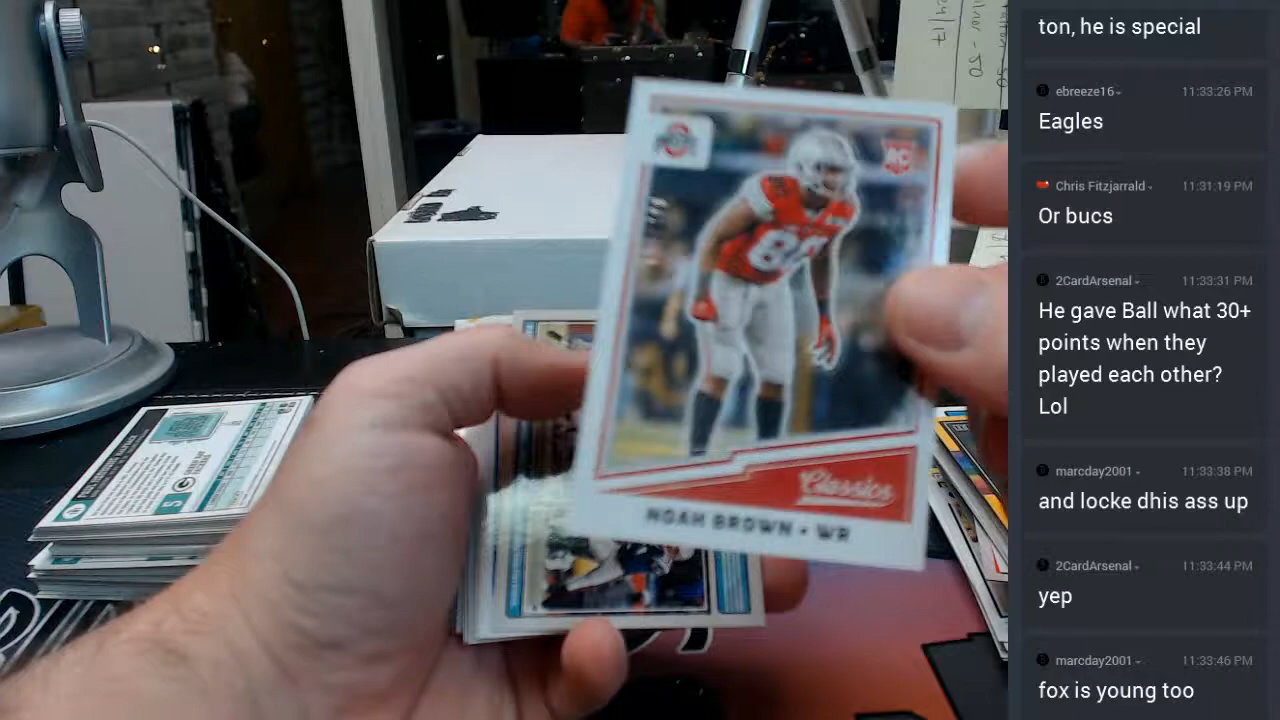 RC
80
Classics
NOAH BROWN • WR
ton, he is special
ebreeze16
11:33:26 PM
Eagles
Chris Fitzjarrald
11:31:19 PM
Or bucs
2CardArsenal
11:33:31 PM
He gave Ball what 30+
points when they
played each other?
Lol
marcday2001
11:33:38 PM
and locke dhis ass up
2CardArsenal
11:33:44 PM
yep
marcday2001
11:33:46 PM
fox is young too